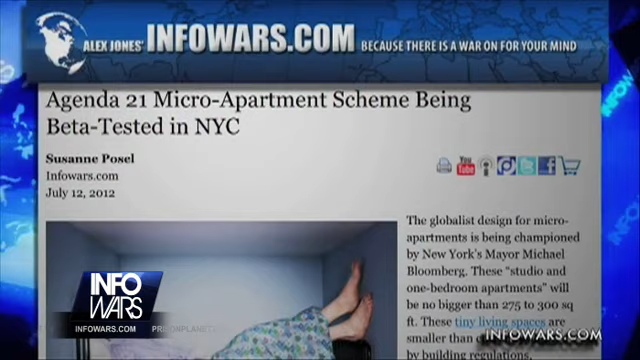 ALEX JONES' INFOWARS.COM BECAUSE THERE IS A WAR ON FOR YOUR MIND
Agenda 21 Micro-Apartment Scheme Being
Beta-Tested in NYC
Susanne Posel
Infowars.com
July 12, 2012
You
Tube
The globalist design for micro-
apartments is being championed
by New York's Mayor Michael
Bloomberg. These "studio and
one-bedroom apartments" will
be no bigger than 275 to 300 sq
ft. These tiny living spaces are
smaller than
by building regulations.
INFO
WARS
INFOWARS.COM PRISONPLANET
INFOWARS.COM